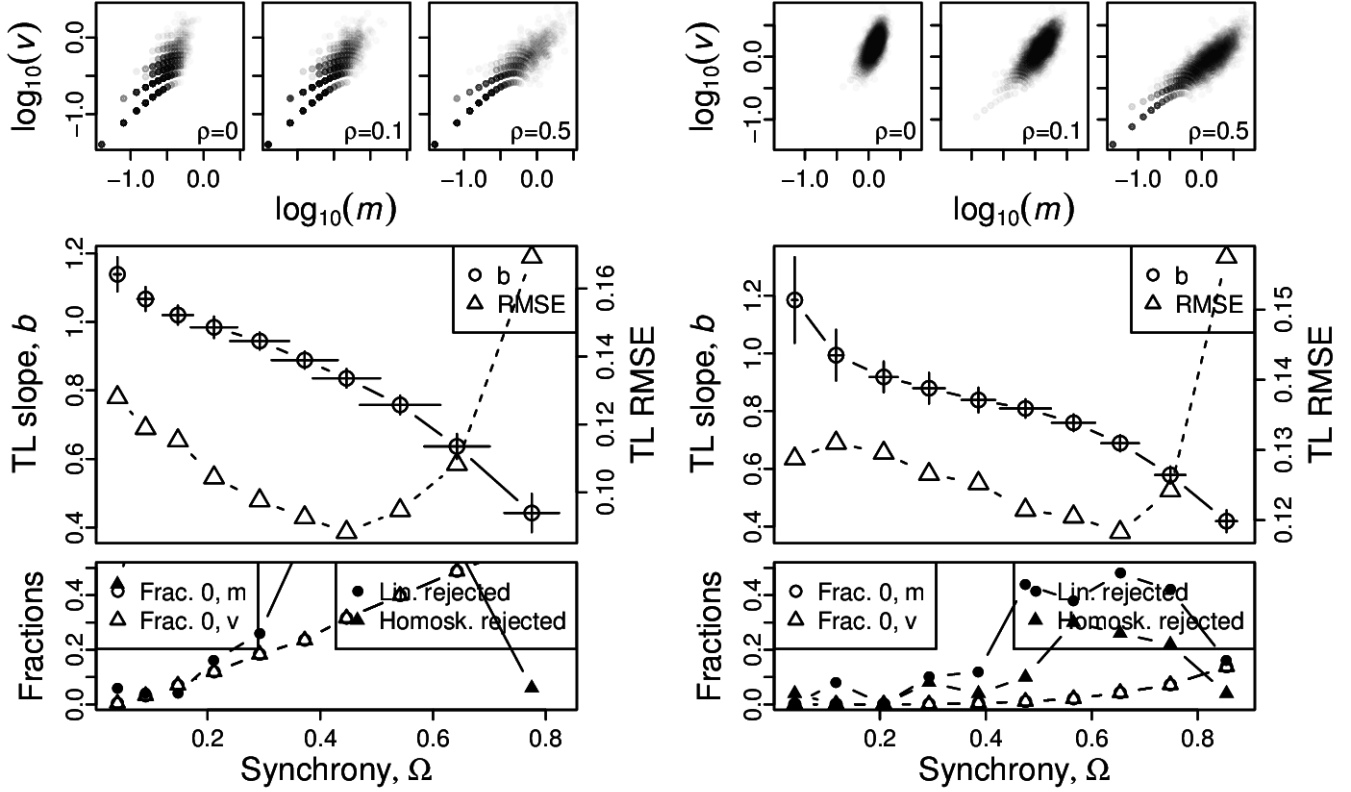 log₁₀(v)
0.0
−1.0
ρ=0
ρ=0.1
ρ=0.5
−1.0 0.0
−1.0 0.0
log₁₀(m)
TL slope, b
1.2
1.0
0.8
0.6
0.4
b
RMSE
0.16
0.14
0.12
0.10
TL RMSE
Fractions
0.4
0.2
0.0
Frac. 0, m
Frac. 0, v
Lin. rejected
Homosk. rejected
0.2 0.4 0.6 0.8
Synchrony, Ω
log₁₀(v)
0.0
−1.0
ρ=0
ρ=0.1
ρ=0.5
−1.0 0.0
−1.0 0.0
log₁₀(m)
TL slope, b
1.2
1.0
0.8
0.6
0.4
b
RMSE
0.15
0.14
0.13
0.12
TL RMSE
Fractions
0.4
0.2
0.0
Frac. 0, m
Frac. 0, v
Lin. rejected
Homosk. rejected
0.2 0.4 0.6 0.8
Synchrony, Ω